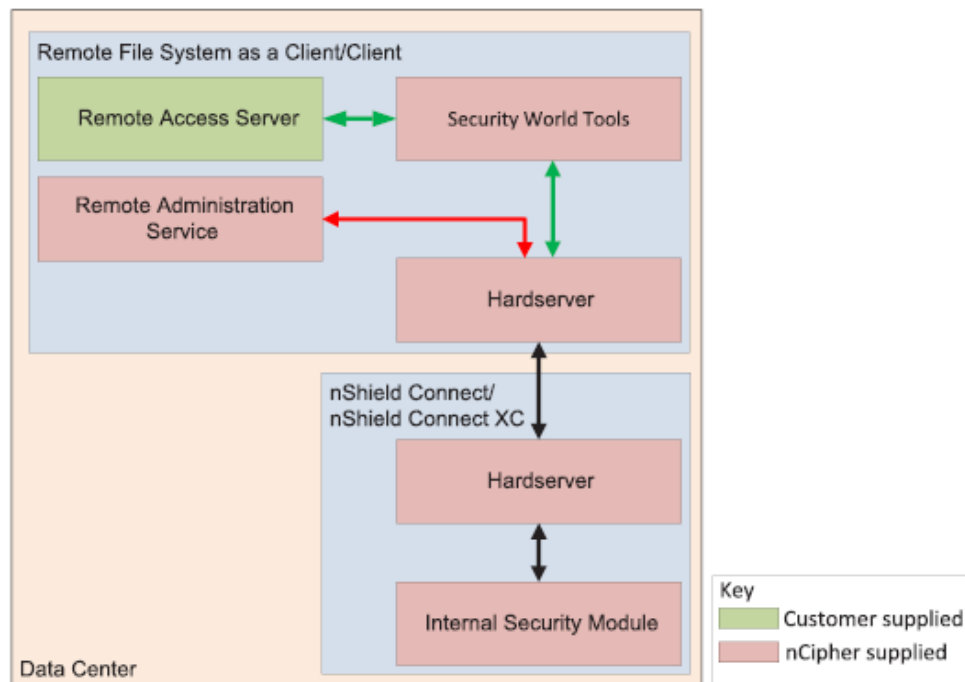 Remote File System as a Client/Client
Remote Access Server
Security World Tools
Remote Administration
Service
Hardserver
nShield Connect/
nShield Connect XC
Hardserver
Internal Security Module
Data Center
Key
Customer supplied
nCipher supplied